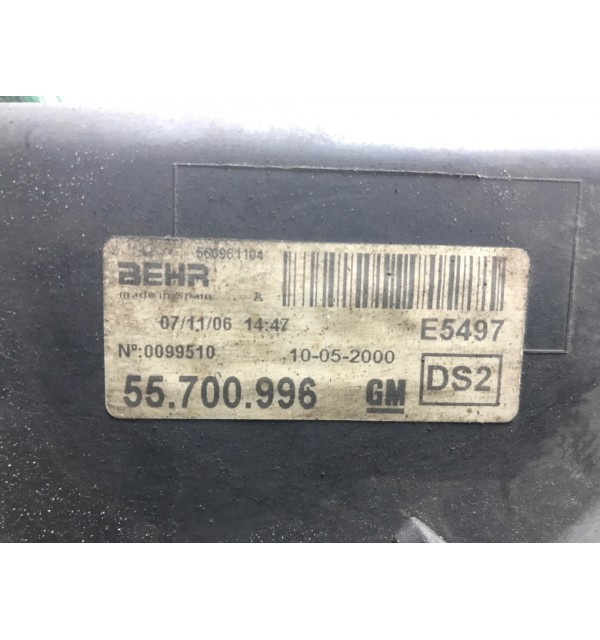 560961104
BEHR
made in Spain A
07/11/06 14:47 E5497
Nº:0099510 10-05-2000
55.700.996 GM DS2